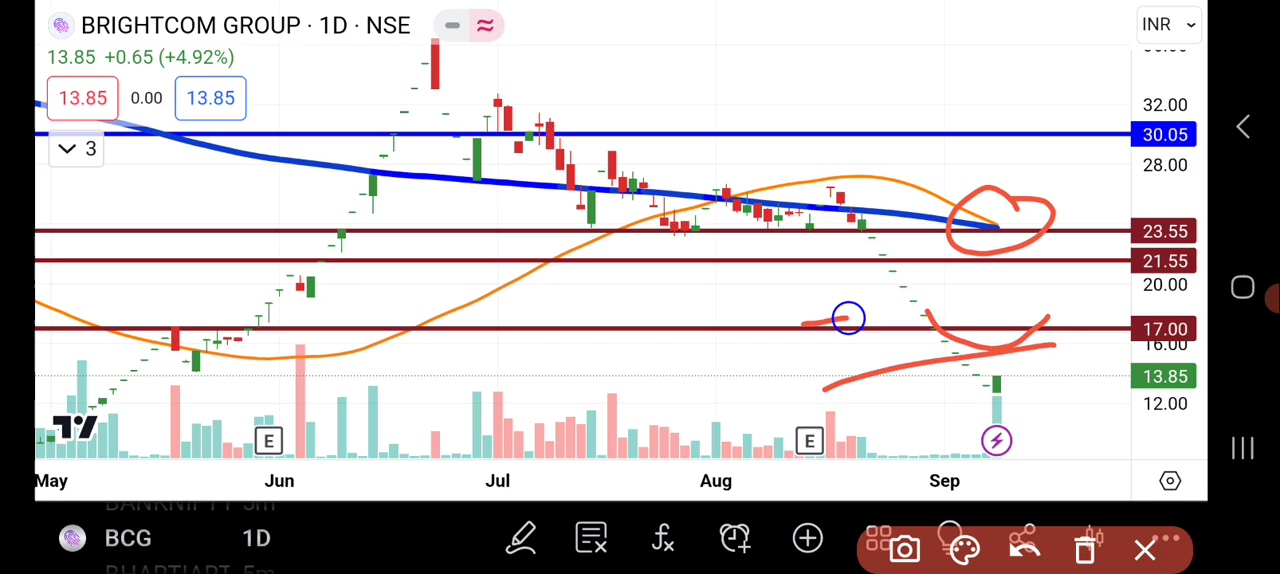 BRIGHTCOM GROUP · 1D · NSE
INR
13.85 +0.65 (+4.92%)
13.85 0.00 13.85
3
32.00
30.05
28.00
23.55
21.55
20.00
17.00
16.00
13.85
12.00
E E
May Jun Jul Aug Sep
BCG 1D